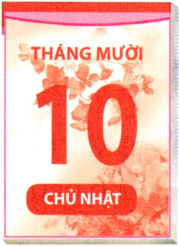 THÁNG MƯỜI
10
CHỦ NHẬT